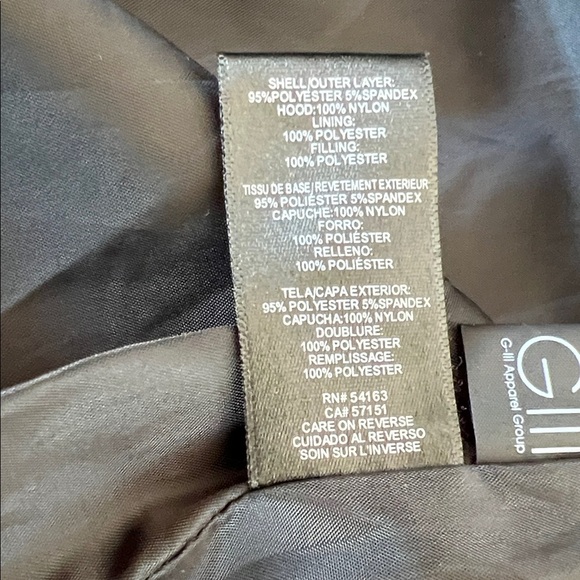 SHELL/OUTER LAYER:
95%POLYESTER 5%SPANDEX
HOOD:100% NYLON
LINING:
100% POLYESTER
FILLING:
100% POLYESTER
TISSU DE BASE/REVETEMENT EXTERIEUR
95% POLIÉSTER 5%SPANDEX
CAPUCHE:100% NYLON
FORRO:
100% POLIÉSTER
RELLENO:
100% POLIÉSTER
TELA/CAPA EXTERIOR:
95% POLYESTER 5%SPANDEX
CAPUCHA:100% NYLON
DOUBLURE:
100% POLYESTER
REMPLISSAGE:
100% POLYESTER
RN# 54163
CA# 57151
CARE ON REVERSE
CUIDADO AL REVERSO
SOIN SUR L'INVERSE
GIII
G-III Apparel Group